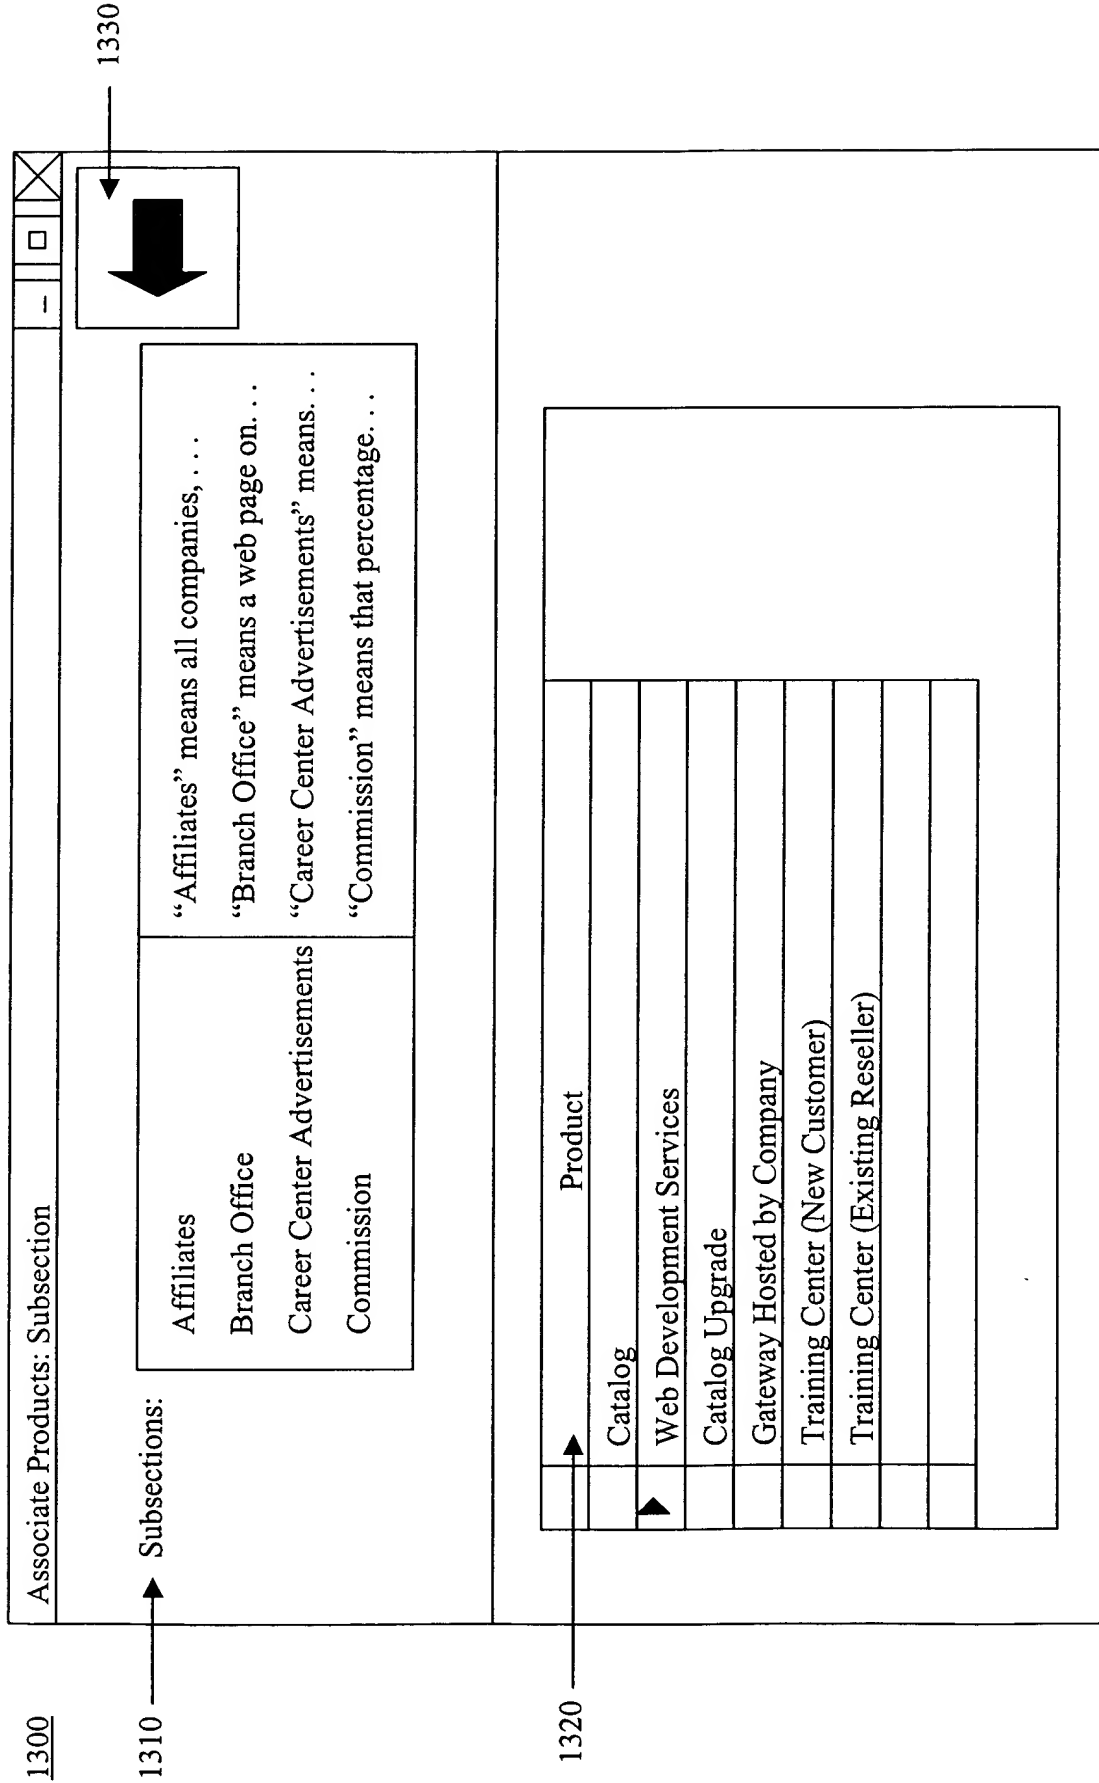 1300
Associate Products: Subsection
1330
1310
Subsections:
Affiliates
“Affiliates” means all companies, . . .
Branch Office
“Branch Office” means a web page on. . .
Career Center Advertisements
“Career Center Advertisements” means. . .
Commission
“Commission” means that percentage. . .
1320
Product
Catalog
Web Development Services
Catalog Upgrade
Gateway Hosted by Company
Training Center (New Customer)
Training Center (Existing Reseller)